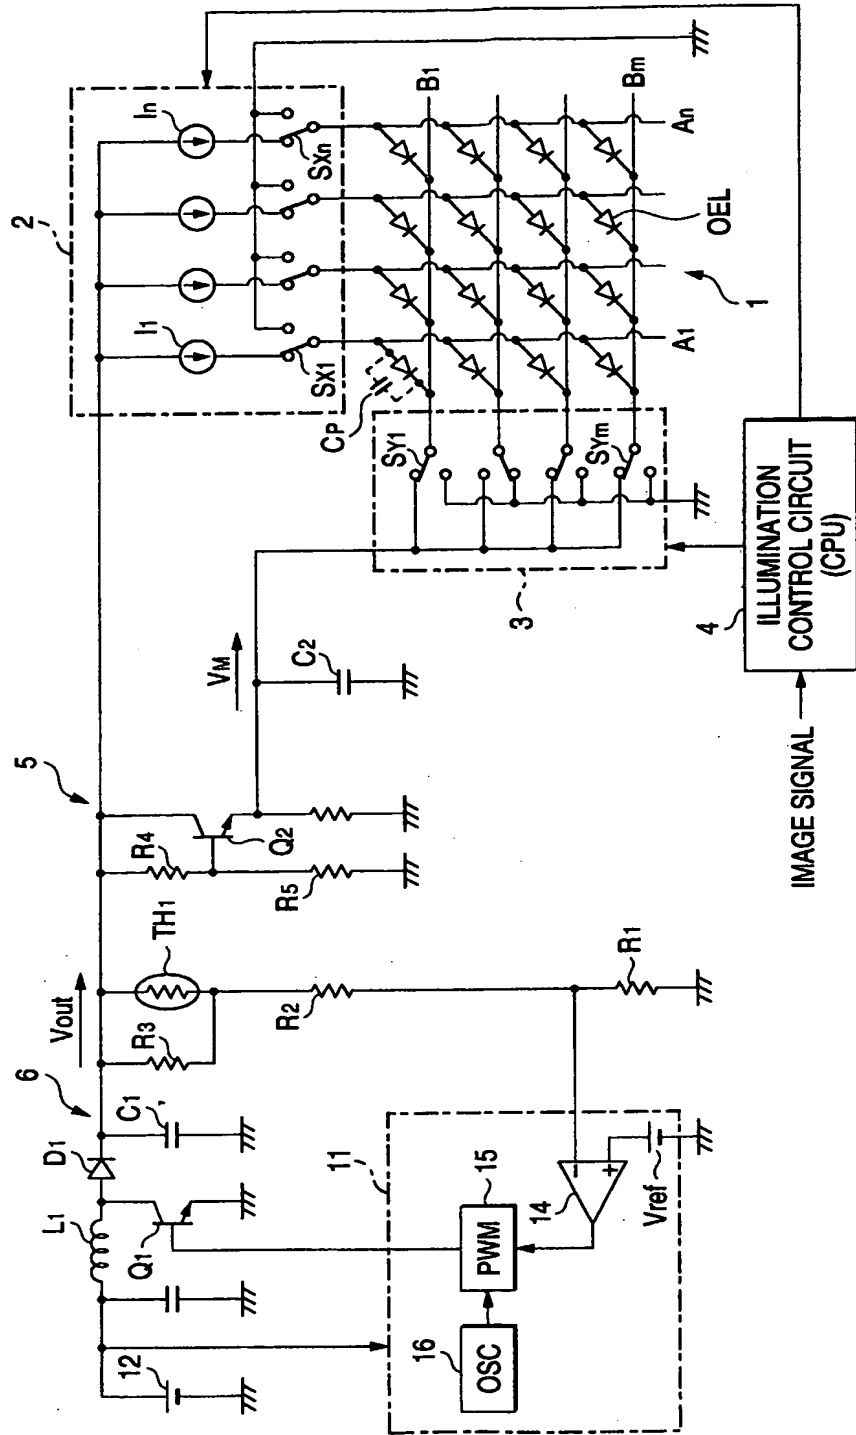 2
In
I1
SXn
SX1
B1
Bm
An
A1
OEL
1
CP
SY1
SYm
3
4
ILLUMINATION
CONTROL CIRCUIT
(CPU)
IMAGE SIGNAL
VM
C2
5
R4
Q2
R5
Vout
TH1
R3
R2
R1
6
C1
D1
L1
Q1
12
11
15
PWM
14
16
OSC
Vref
-
+